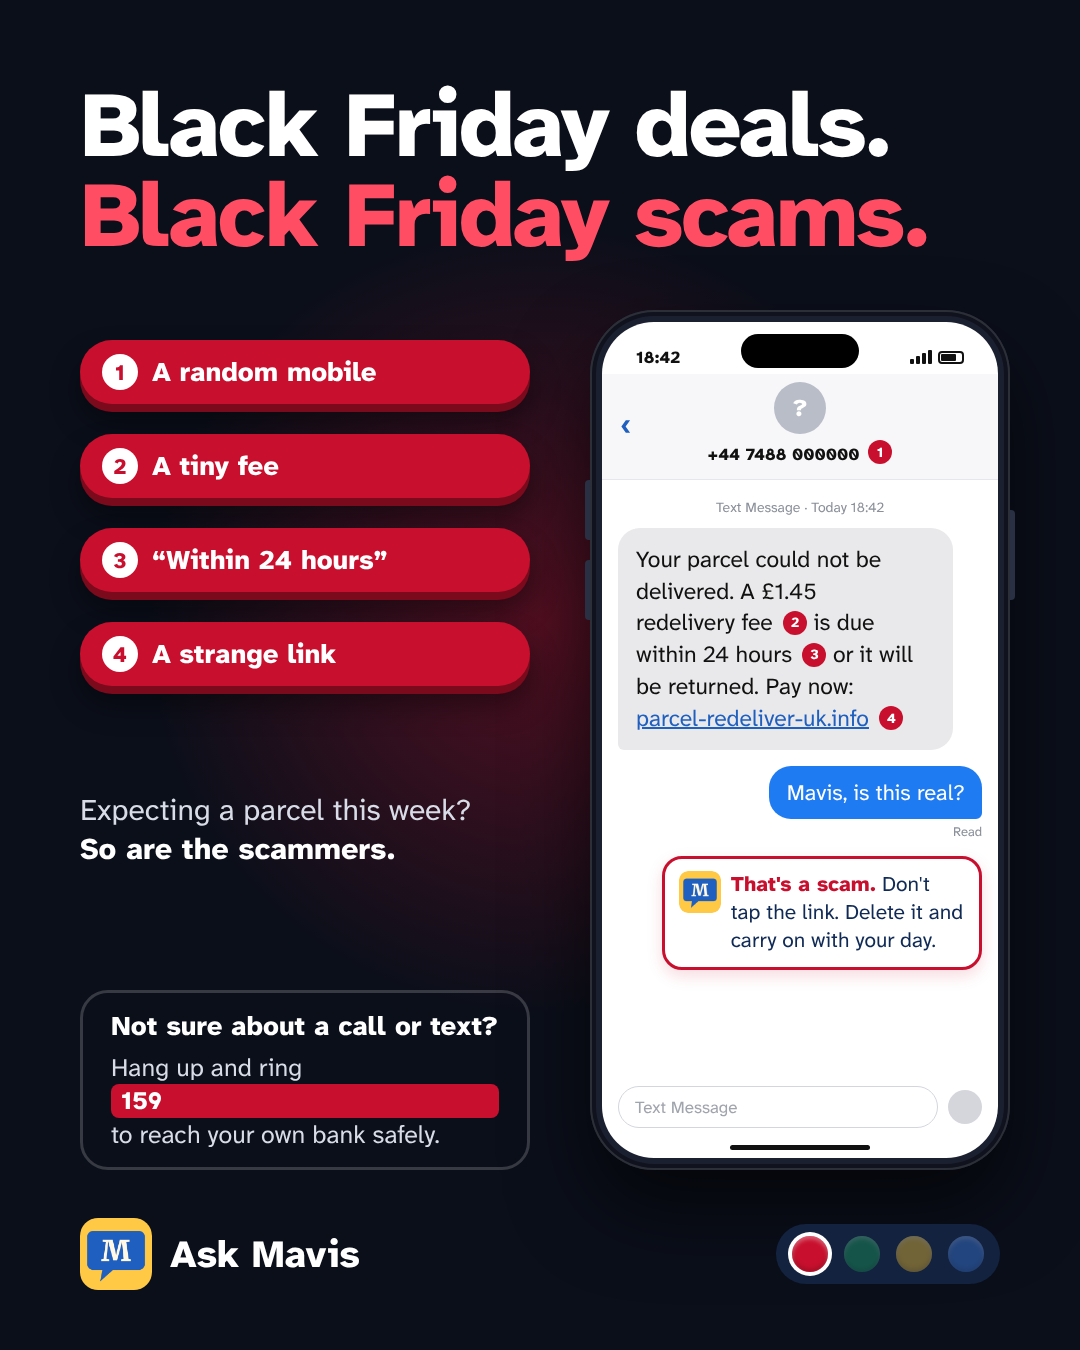 Black Friday deals.
Black Friday scams.
1 A random mobile
2 A tiny fee
3 “Within 24 hours”
4 A strange link
Expecting a parcel this week?
So are the scammers.
Not sure about a call or text?
Hang up and ring
159
to reach your own bank safely.
M Ask Mavis
18:42
?
‹
+44 7488 000000 1
Text Message · Today 18:42
Your parcel could not be
delivered. A £1.45
redelivery fee 2 is due
within 24 hours 3 or it will
be returned. Pay now:
parcel-redeliver-uk.info 4
Mavis, is this real?
Read
M
That's a scam. Don't
tap the link. Delete it and
carry on with your day.
Text Message